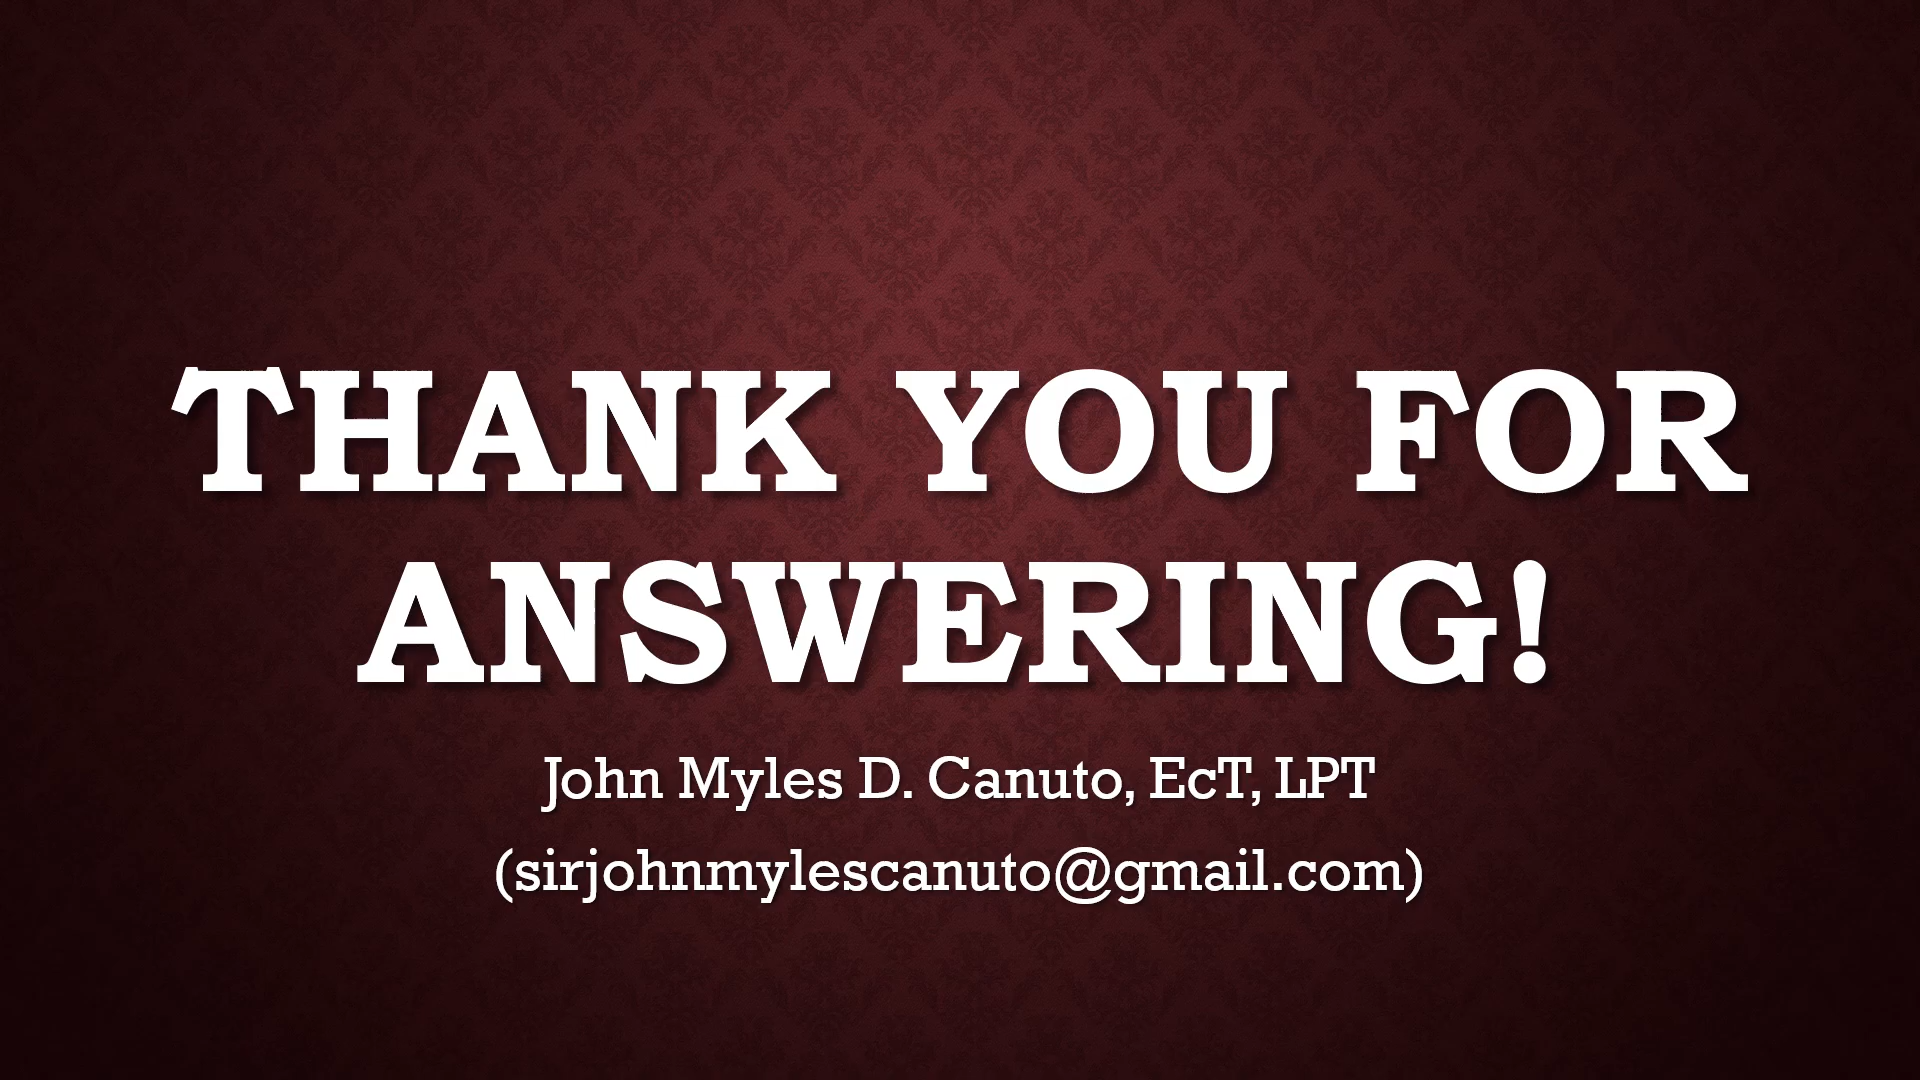 THANK YOU FOR
ANSWERING!
John Myles D. Canuto, EcT, LPT
(sirjohnmylescanuto@gmail.com)